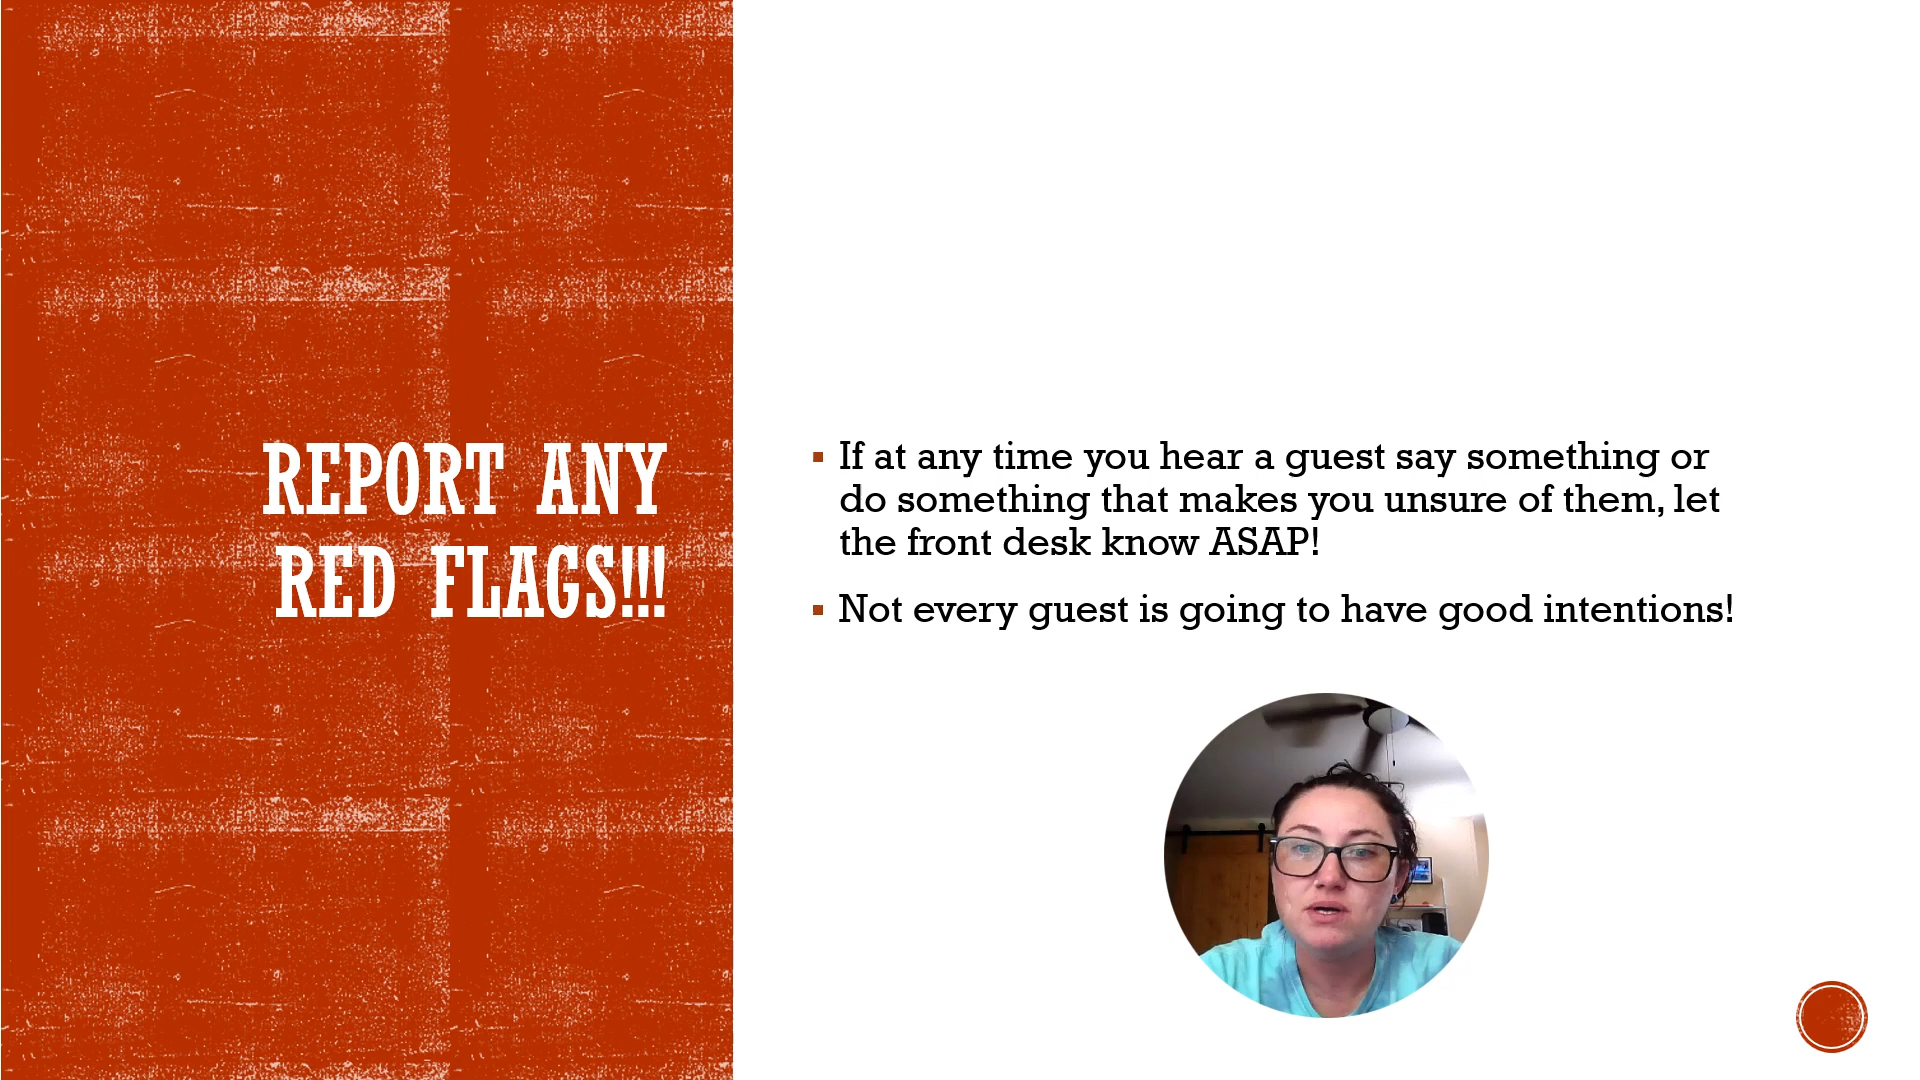 REPORT ANY
RED FLAGS!!!
▪ If at any time you hear a guest say something or
do something that makes you unsure of them, let
the front desk know ASAP!
▪ Not every guest is going to have good intentions!